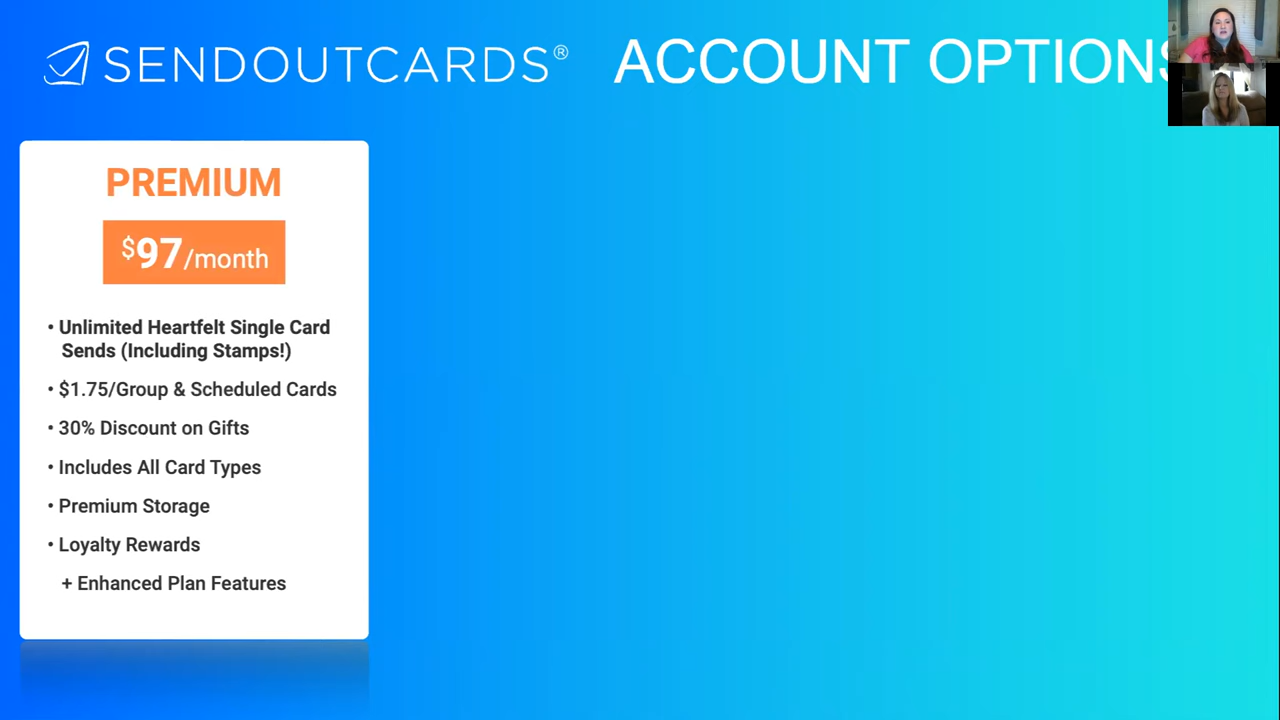 SENDOUTCARDS® ACCOUNT OPTIONS
PREMIUM
$97/month
• Unlimited Heartfelt Single Card
Sends (Including Stamps!)
• $1.75/Group & Scheduled Cards
• 30% Discount on Gifts
• Includes All Card Types
• Premium Storage
• Loyalty Rewards
+ Enhanced Plan Features